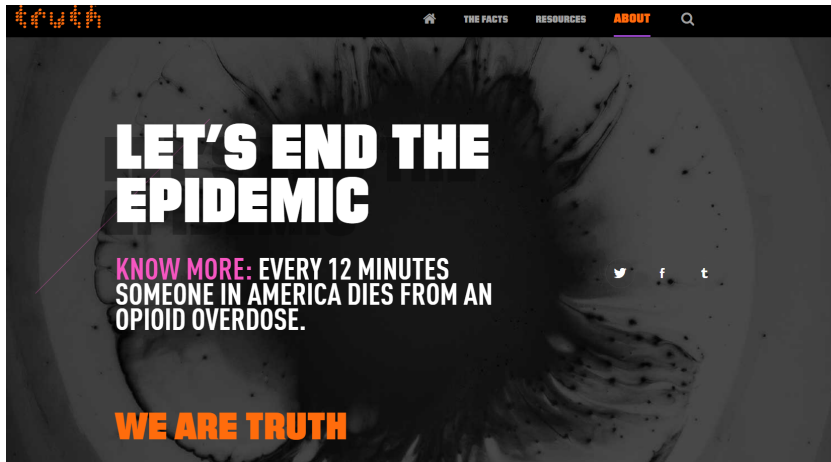 truth
THE FACTS RESOURCES ABOUT
LET'S END THE
EPIDEMIC
KNOW MORE: EVERY 12 MINUTES
SOMEONE IN AMERICA DIES FROM AN
OPIOID OVERDOSE.
WE ARE TRUTH